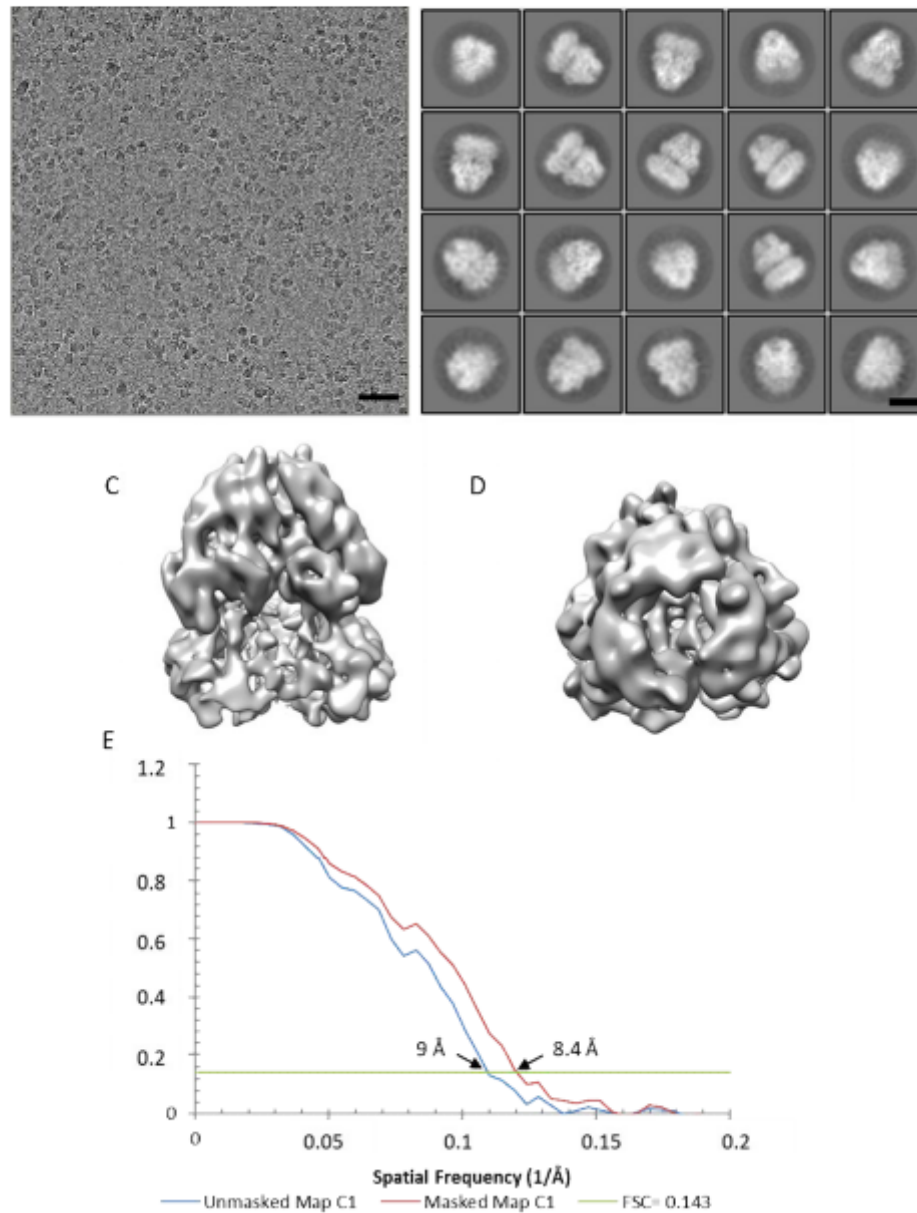 C
D
E
1.2
1
0.8
0.6
0.4
0.2
0
9 Å
8.4 Å
0 0.05 0.1 0.15 0.2
Spatial Frequency (1/Å)
Unmasked Map C1 Masked Map C1 FSC= 0.143